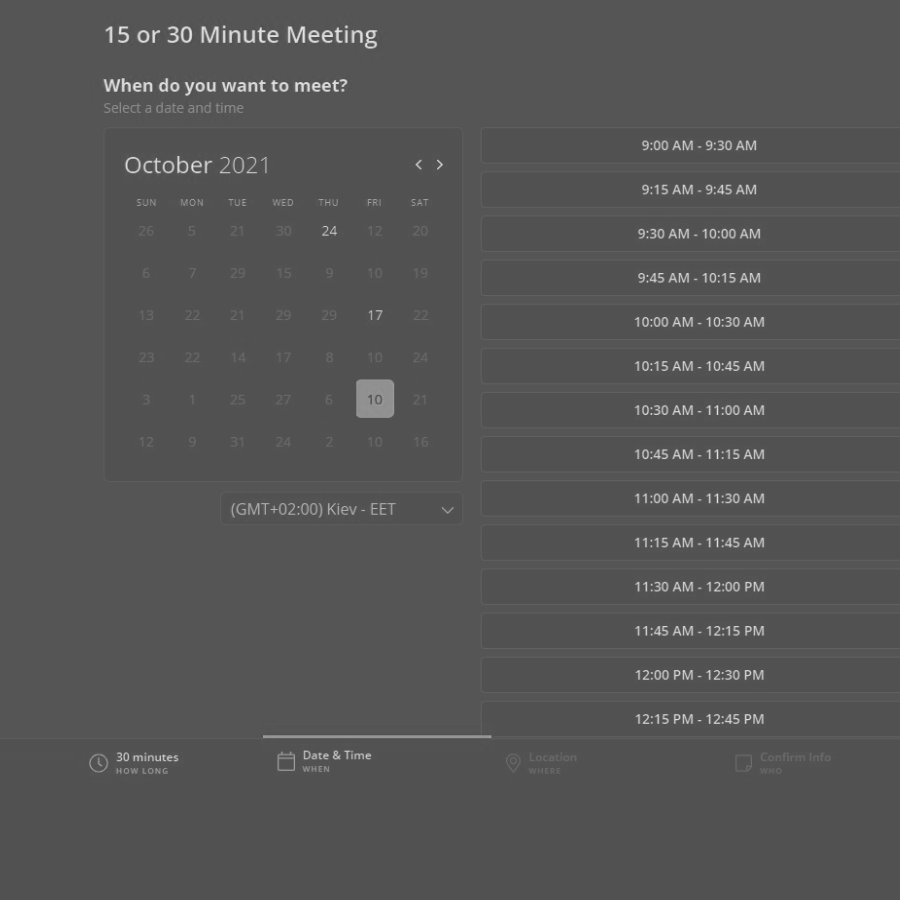 15 or 30 Minute Meeting
When do you want to meet?
Select a date and time
October 2021
SUN MON TUE WED THU FRI SAT
26 5 21 30 24 12 20
6 7 29 15 9 10 19
13 22 21 29 29 17 22
23 22 14 17 8 10 24
3 1 25 27 6 10 21
12 9 31 24 2 10 16
(GMT+02:00) Kiev - EET
9:00 AM - 9:30 AM
9:15 AM - 9:45 AM
9:30 AM - 10:00 AM
9:45 AM - 10:15 AM
10:00 AM - 10:30 AM
10:15 AM - 10:45 AM
10:30 AM - 11:00 AM
10:45 AM - 11:15 AM
11:00 AM - 11:30 AM
11:15 AM - 11:45 AM
11:30 AM - 12:00 PM
11:45 AM - 12:15 PM
12:00 PM - 12:30 PM
12:15 PM - 12:45 PM
30 minutes
HOW LONG
Date & Time
WHEN
Location
WHERE
Confirm Info
WHO